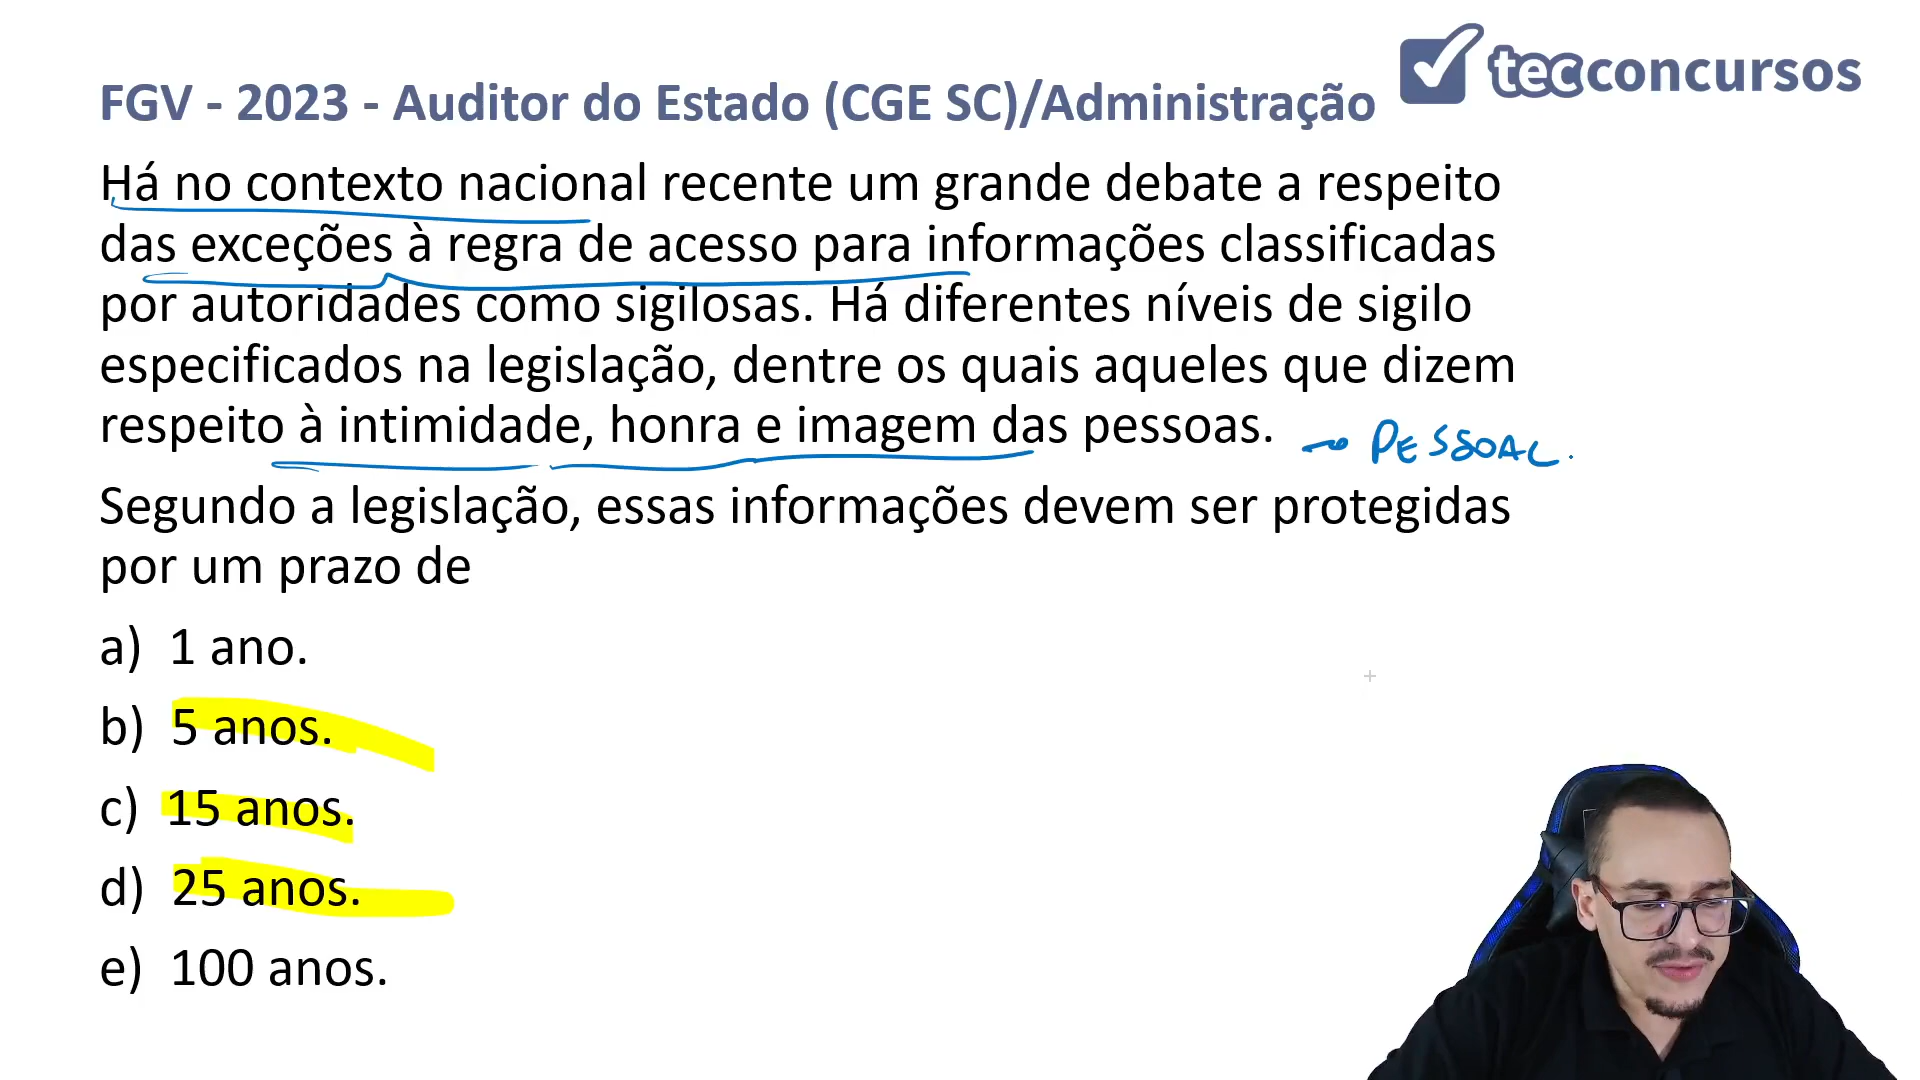 tecconcursos
FGV - 2023 - Auditor do Estado (CGE SC)/Administração
Há no contexto nacional recente um grande debate a respeito
das exceções à regra de acesso para informações classificadas
por autoridades como sigilosas. Há diferentes níveis de sigilo
especificados na legislação, dentre os quais aqueles que dizem
respeito à intimidade, honra e imagem das pessoas.
PESSOAL.
Segundo a legislação, essas informações devem ser protegidas
por um prazo de
a) 1 ano.
b) 5 anos.
c) 15 anos.
d) 25 anos.
e) 100 anos.